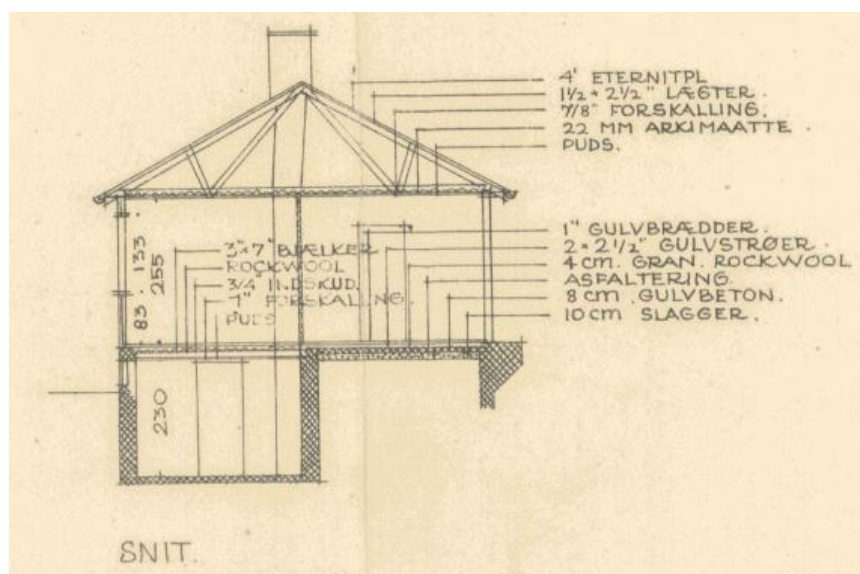 4' ETERNITPL
1½ × 2½" LÆGTER.
7/8" FORSKALLING.
22 MM ARKIMAATTE.
PUDS.
1" GULVBRÆDDER.
2 × 2½" GULVSTRØER.
4 cm. GRAN. ROCKWOOL
ASFALTERING.
8 cm. GULVBETON.
10 cm SLAGGER.
3"×7" BJÆLKER
ROCKWOOL
3/4" INDSKUD.
1" FORSKALLING.
PUDS
133
255
83
230
SNIT.